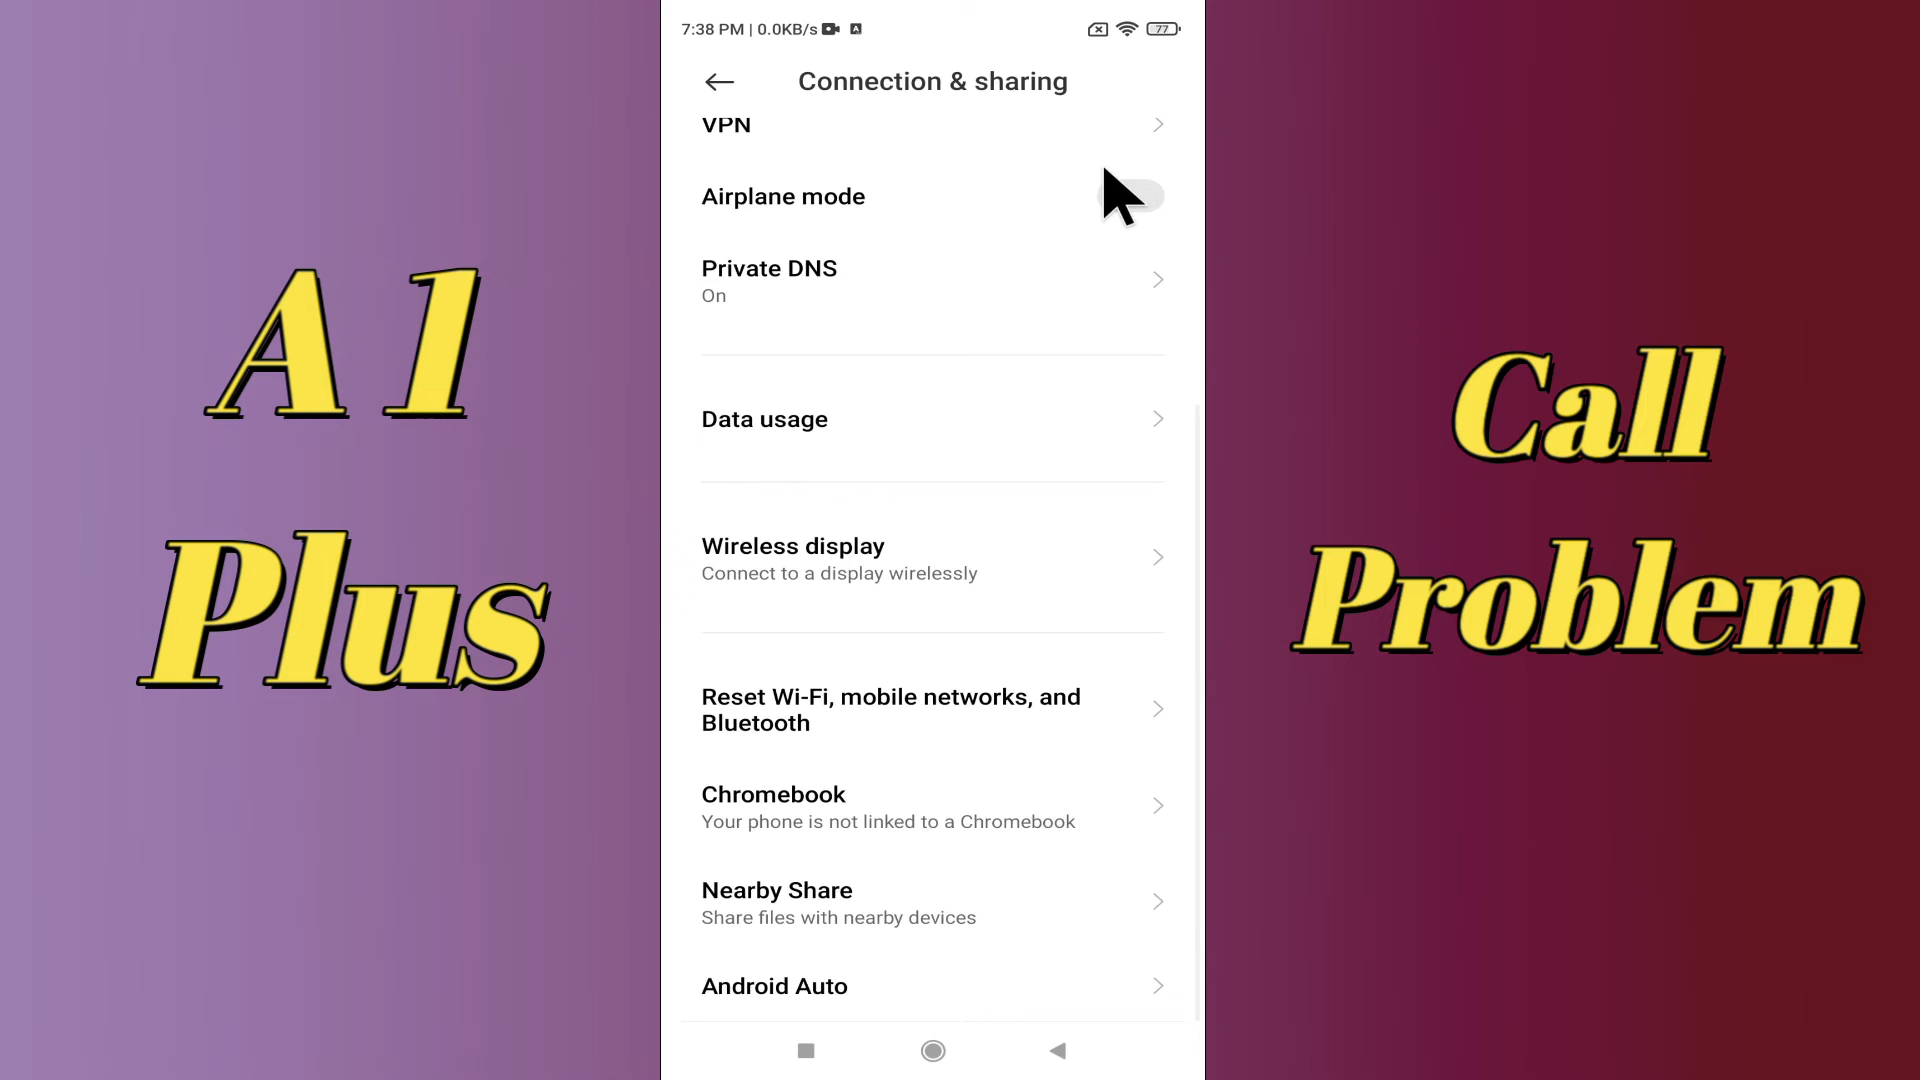 A 1
Plus
7:38 PM | 0.0KB/s
77
Connection & sharing
VPN
Airplane mode
Private DNS
On
Data usage
Wireless display
Connect to a display wirelessly
Reset Wi-Fi, mobile networks, and
Bluetooth
Chromebook
Your phone is not linked to a Chromebook
Nearby Share
Share files with nearby devices
Android Auto
Call
Problem